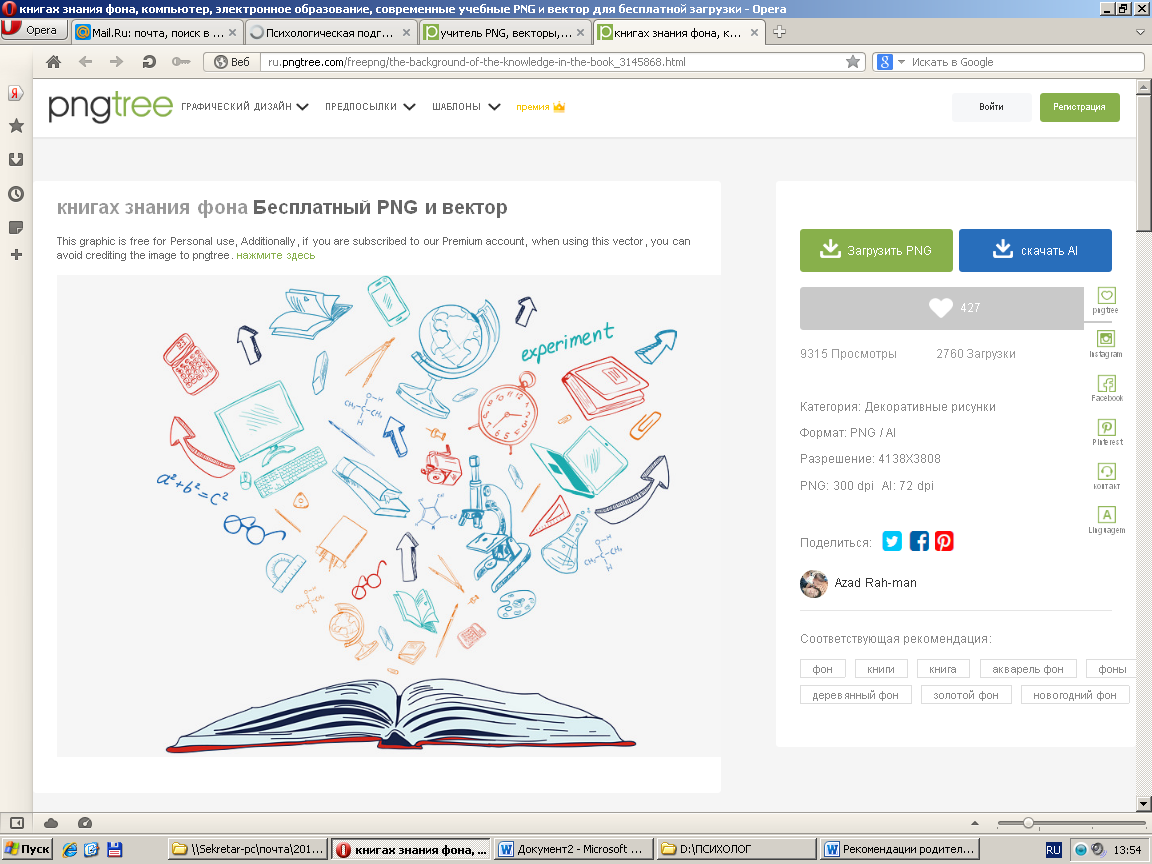 книгах знания фона, компьютер, электронное образование, современные учебные PNG и вектор для бесплатной загрузки - Opera
Opera
Mail.Ru: почта, поиск в ...
Психологическая подг...
учитель PNG, векторы,...
книгах знания фона, к...
Веб
ru.pngtree.com/freepng/the-background-of-the-knowledge-in-the-book_3145868.html
Искать в Google
pngtree
ГРАФИЧЕСКИЙ ДИЗАЙН
ПРЕДПОСЫЛКИ
ШАБЛОНЫ
премия
Войти
Регистрация
книгах знания фона Бесплатный PNG и вектор
This graphic is free for Personal use, Additionally, if you are subscribed to our Premium account, when using this vector, you can
avoid crediting the image to pngtree. нажмите здесь
experiment
a²+b²=c²
Загрузить PNG
скачать AI
427
9315 Просмотры 2760 Загрузки
Категория: Декоративные рисунки
Формат: PNG / AI
Разрешение: 4138X3808
PNG: 300 dpi AI: 72 dpi
Поделиться:
Azad Rah-man
Соответствующая рекомендация:
фон книги книга акварель фон фоны
деревянный фон золотой фон новогодний фон
pngtree
Instagram
Facebook
Pinterest
контакт
Linguagem
Пуск
\\Sekretar-pc\почта\201...
книгах знания фона, ...
Документ2 - Microsoft ...
D:\ПСИХОЛОГ
Рекомендации родител...
RU
13:54